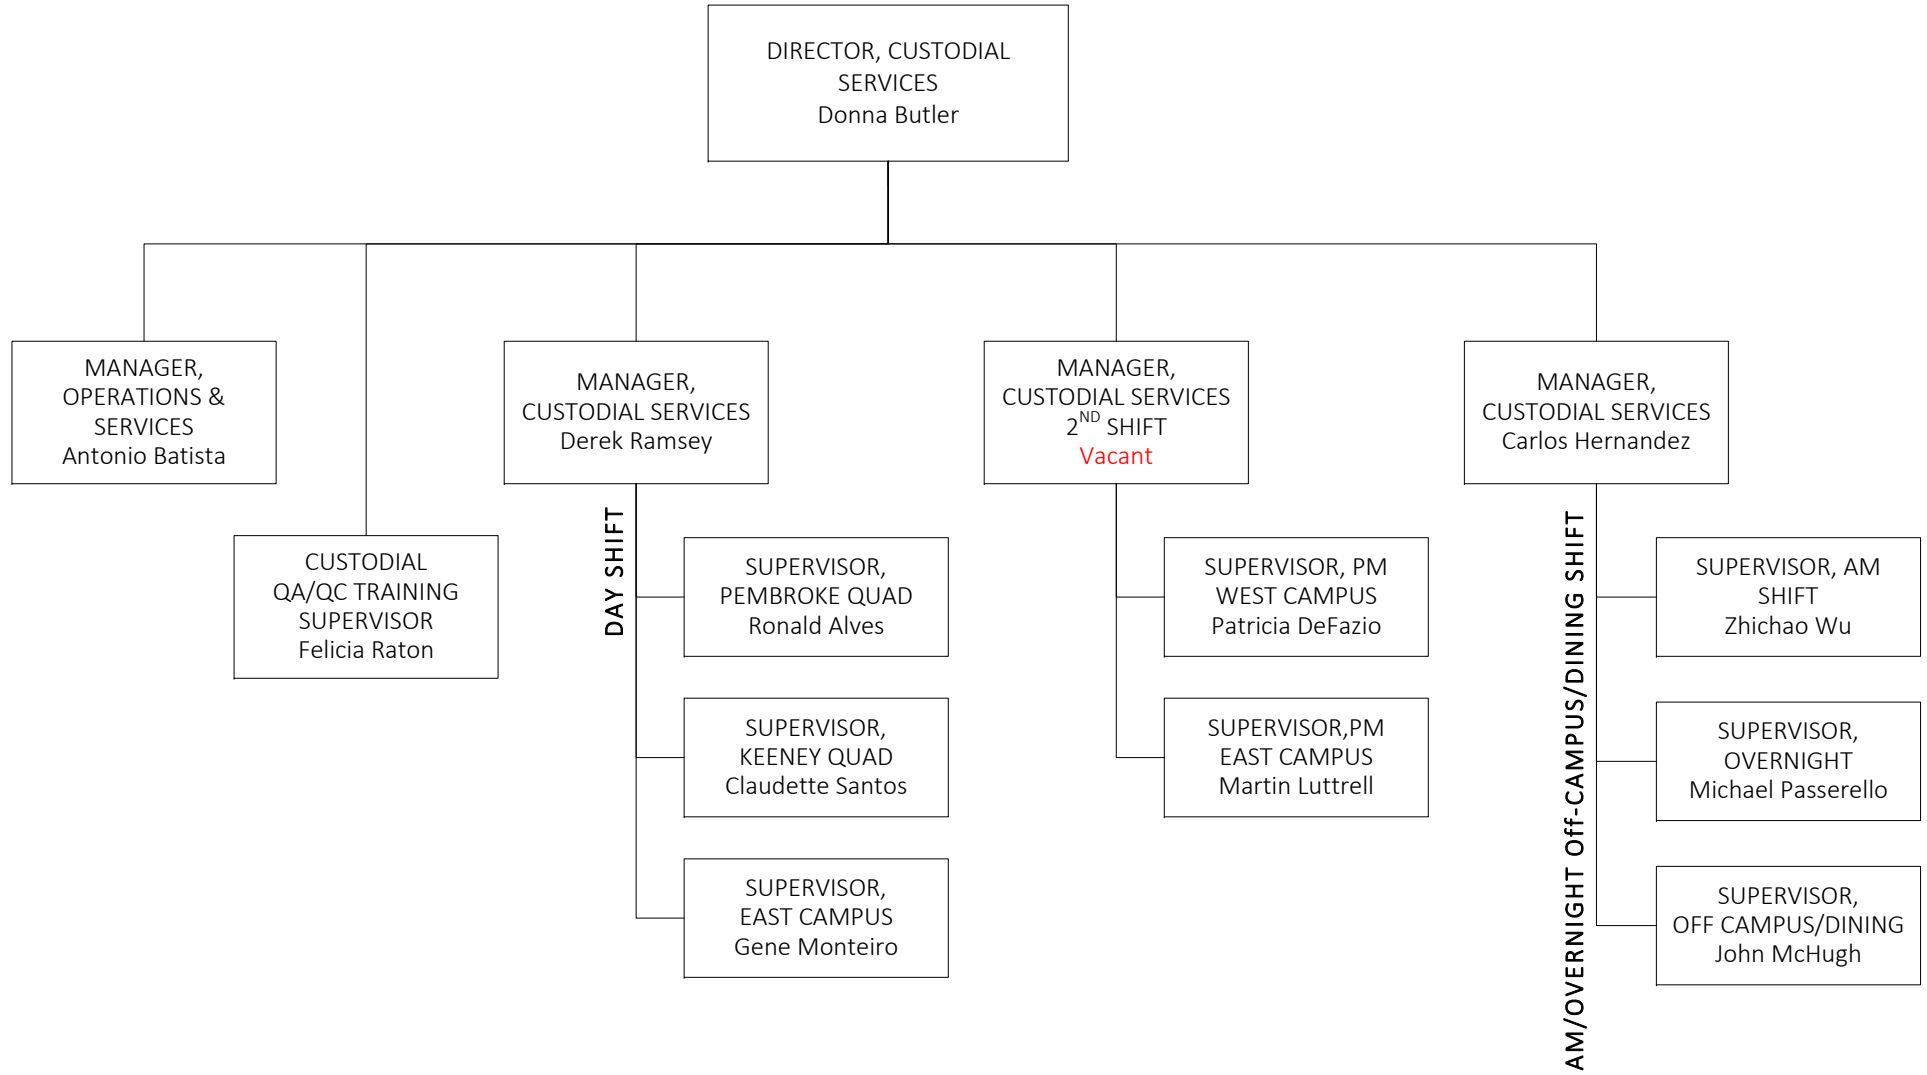 DIRECTOR, CUSTODIAL
SERVICES
Donna Butler
MANAGER,
OPERATIONS &
SERVICES
Antonio Batista
CUSTODIAL
QA/QC TRAINING
SUPERVISOR
Felicia Raton
MANAGER,
CUSTODIAL SERVICES
Derek Ramsey
DAY SHIFT
SUPERVISOR,
PEMBROKE QUAD
Ronald Alves
SUPERVISOR,
KEENEY QUAD
Claudette Santos
SUPERVISOR,
EAST CAMPUS
Gene Monteiro
MANAGER,
CUSTODIAL SERVICES
2ND SHIFT
Vacant
SUPERVISOR, PM
WEST CAMPUS
Patricia DeFazio
SUPERVISOR,PM
EAST CAMPUS
Martin Luttrell
MANAGER,
CUSTODIAL SERVICES
Carlos Hernandez
AM/OVERNIGHT Off-CAMPUS/DINING SHIFT
SUPERVISOR, AM
SHIFT
Zhichao Wu
SUPERVISOR,
OVERNIGHT
Michael Passerello
SUPERVISOR,
OFF CAMPUS/DINING
John McHugh